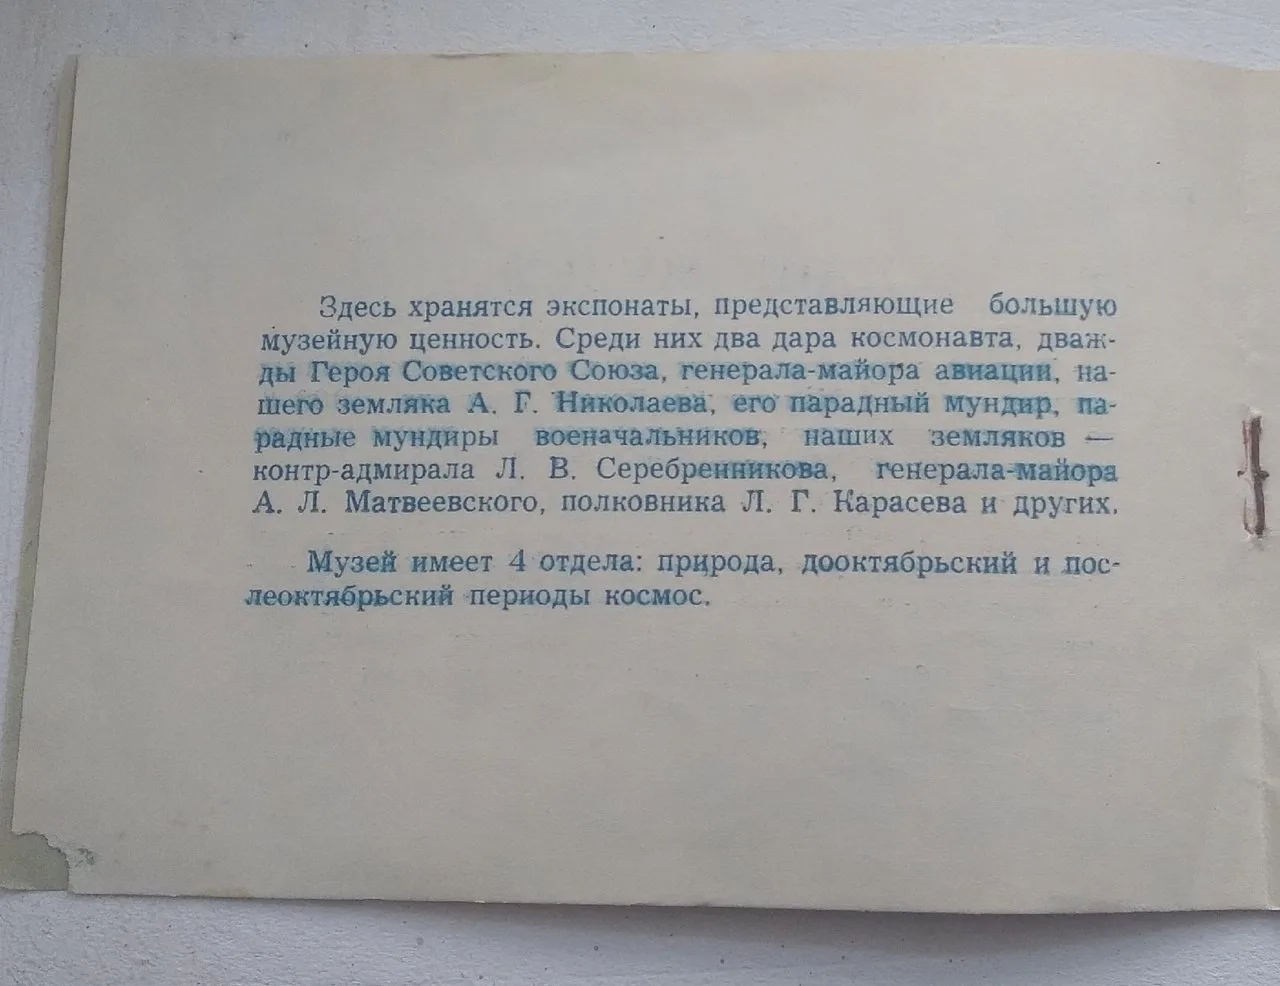 Здесь хранятся экспонаты, представляющие большую
музейную ценность. Среди них два дара космонавта, дваж-
ды Героя Советского Союза, генерала-майора авиации, на-
шего земляка А. Г. Николаева, его парадный мундир, па-
радные мундиры военачальников, наших земляков —
контр-адмирала Л. В. Серебренникова, генерала-майора
А. Л. Матвеевского, полковника Л. Г. Карасева и других.
Музей имеет 4 отдела: природа, дооктябрьский и пос-
леоктябрьский периоды космос.